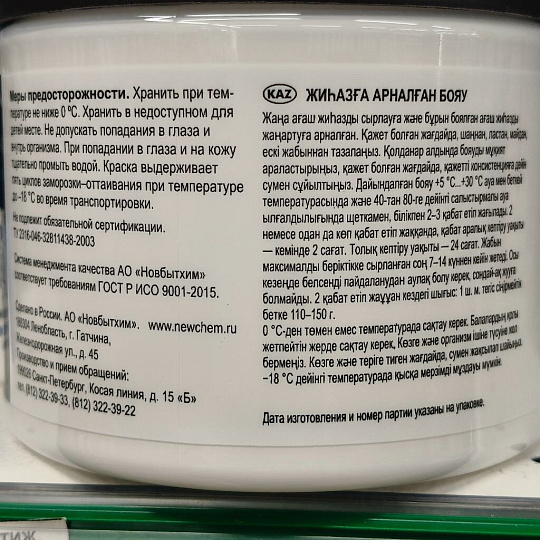 Меры предосторожности. Хранить при тем-
пературе не ниже 0 °С. Хранить в недоступном для
детей месте. Не допускать попадания в глаза и
внутрь организма. При попадании в глаза и на кожу
тщательно промыть водой. Краска выдерживает
пять циклов заморозки–оттаивания при температуре
до –18 °С во время транспортировки.
Не подлежит обязательной сертификации.
ТУ 2316-046-52811438-2003
Система менеджмента качества АО «Новбытхим»
соответствует требованиям ГОСТ Р ИСО 9001-2015.
Сделано в России. АО «Новбытхим». www.newchem.ru
188304 Ленобласть, г. Гатчина,
Железнодорожная ул., д. 45
Производство и прием обращений:
Санкт-Петербург, Косая линия, д. 15 «Б»
тел. (812) 322-39-33, (812) 322-39-22
KAZ ЖИҺАЗҒА АРНАЛҒАН БОЯУ
Жаңа ағаш жиһазды сырлауға және бұрын боялған ағаш жиһазды
жаңартуға арналған. Қажет болған жағдайда, шаңнан, ластан, майдан,
ескі жабыннан тазалаңыз. Қолданар алдында бояуды мұқият
араластырыңыз, қажет болған жағдайда, қажетті консистенцияға дейін
сумен сұйылтыңыз. Дайындалған бояу +5 °С...+30 °С ауа мен беткей
температурасында және 40-тан 80-ге дейінгі салыстырмалы ауа
ылғалдылығында щеткамен, білікпен 2–3 қабат етіп жағылады. 2
немесе одан да көп қабат етіп жаққанда, қабат аралық кептіру уақыты
— кемінде 2 сағат. Толық кептіру уақыты – 24 сағат. Жабын
максималды беріктікке сырланған соң 7–14 күннен кейін жетеді. Осы
кезеңде белсенді пайдаланудан аулақ болу керек, сондай-ақ жууға
болмайды. 2 қабат етіп жаққан кездегі шығыс: 1 ш. м. тегіс сіңіргіштік
бетке 110–150 г.
0 °С-ден төмен емес температурада сақтау керек. Балалардың қолы
жетпейтін жерде сақтау керек, Көзге және организм ішіне түсуіне жол
бермеңіз. Көзге және теріге тиген жағдайда, сумен жақсылап шайыңыз.
–18 °С дейінгі температурада қысқа мерзімді мұздауы мүмкін.
Дата изготовления и номер партии указаны на упаковке.
ТИЖ